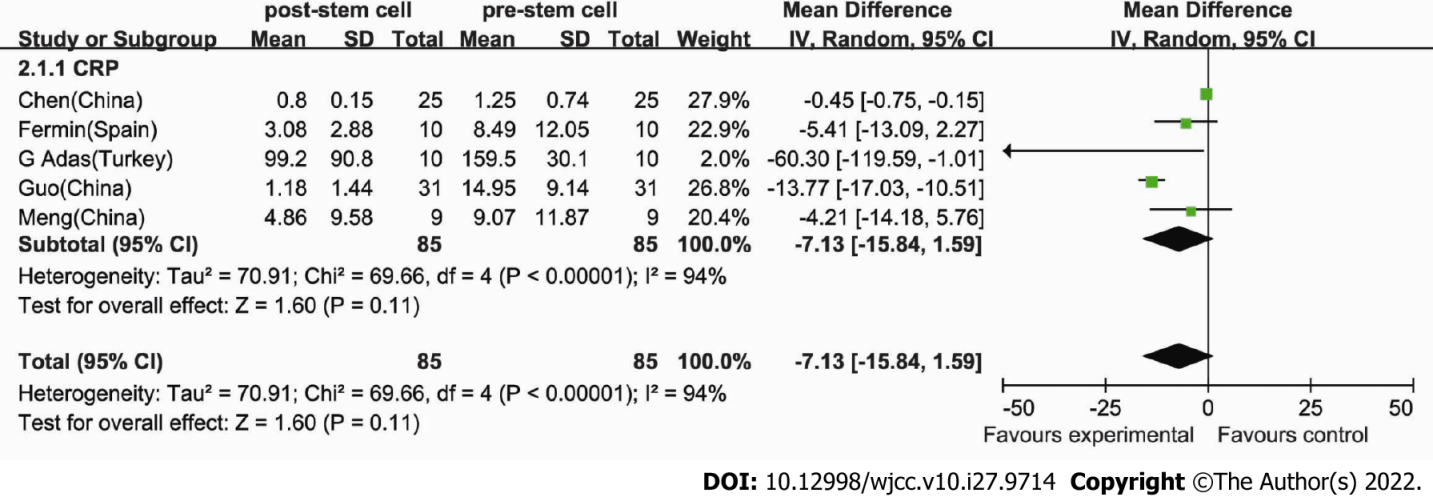 post-stem cell pre-stem cell Mean Difference Mean Difference
Study or Subgroup Mean SD Total Mean SD Total Weight IV, Random, 95% CI IV, Random, 95% CI
2.1.1 CRP
Chen(China) 0.8 0.15 25 1.25 0.74 25 27.9% -0.45 [-0.75, -0.15]
Fermin(Spain) 3.08 2.88 10 8.49 12.05 10 22.9% -5.41 [-13.09, 2.27]
G Adas(Turkey) 99.2 90.8 10 159.5 30.1 10 2.0% -60.30 [-119.59, -1.01]
Guo(China) 1.18 1.44 31 14.95 9.14 31 26.8% -13.77 [-17.03, -10.51]
Meng(China) 4.86 9.58 9 9.07 11.87 9 20.4% -4.21 [-14.18, 5.76]
Subtotal (95% CI) 85 85 100.0% -7.13 [-15.84, 1.59]
Heterogeneity: Tau² = 70.91; Chi² = 69.66, df = 4 (P < 0.00001); I² = 94%
Test for overall effect: Z = 1.60 (P = 0.11)
Total (95% CI) 85 85 100.0% -7.13 [-15.84, 1.59]
Heterogeneity: Tau² = 70.91; Chi² = 69.66, df = 4 (P < 0.00001); I² = 94%
Test for overall effect: Z = 1.60 (P = 0.11)
-50 -25 0 25 50
Favours experimental Favours control
DOI: 10.12998/wjcc.v10.i27.9714 Copyright ©The Author(s) 2022.